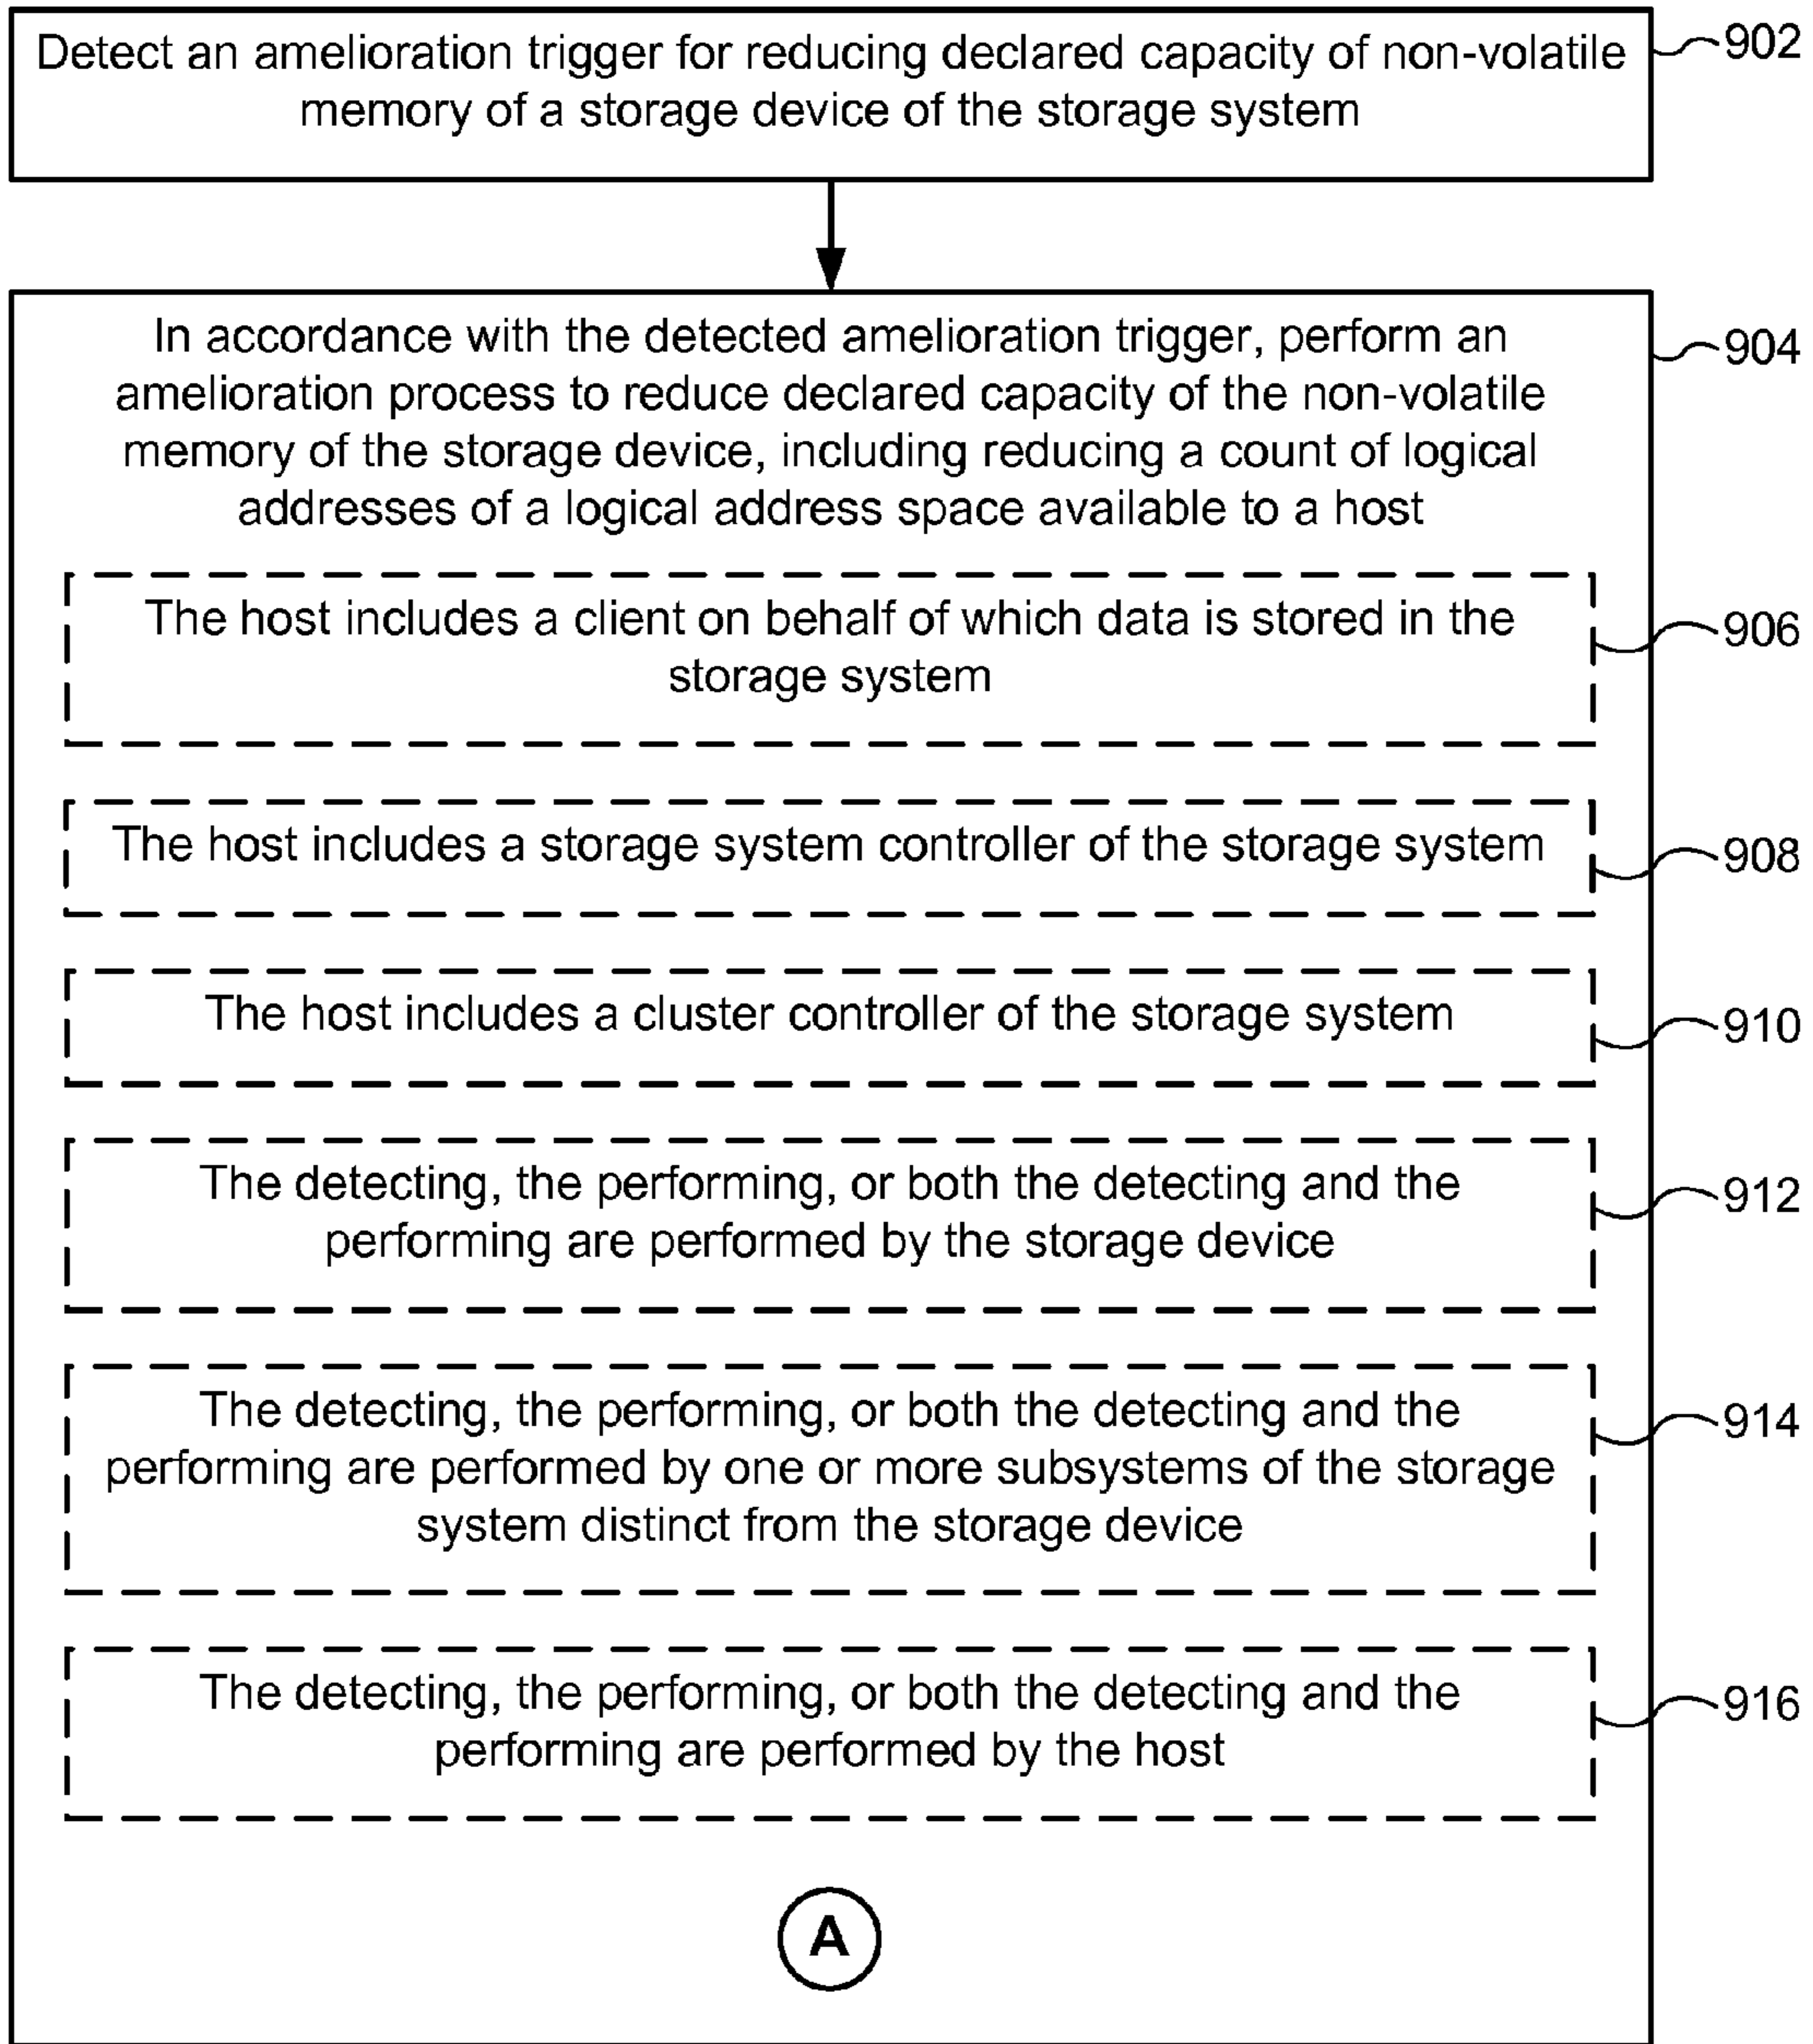 Detect an amelioration trigger for reducing declared capacity of non-volatile
memory of a storage device of the storage system
902
In accordance with the detected amelioration trigger, perform an
amelioration process to reduce declared capacity of the non-volatile
memory of the storage device, including reducing a count of logical
addresses of a logical address space available to a host
904
The host includes a client on behalf of which data is stored in the
storage system
906
The host includes a storage system controller of the storage system
908
The host includes a cluster controller of the storage system
910
The detecting, the performing, or both the detecting and the
performing are performed by the storage device
912
The detecting, the performing, or both the detecting and the
performing are performed by one or more subsystems of the storage
system distinct from the storage device
914
The detecting, the performing, or both the detecting and the
performing are performed by the host
916
A